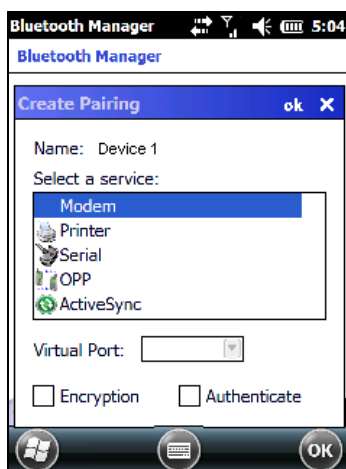 Bluetooth Manager 5:04
Bluetooth Manager
Create Pairing ok
Name: Device 1
Select a service:
Modem
Printer
Serial
OPP
ActiveSync
Virtual Port:
Encryption Authenticate
OK